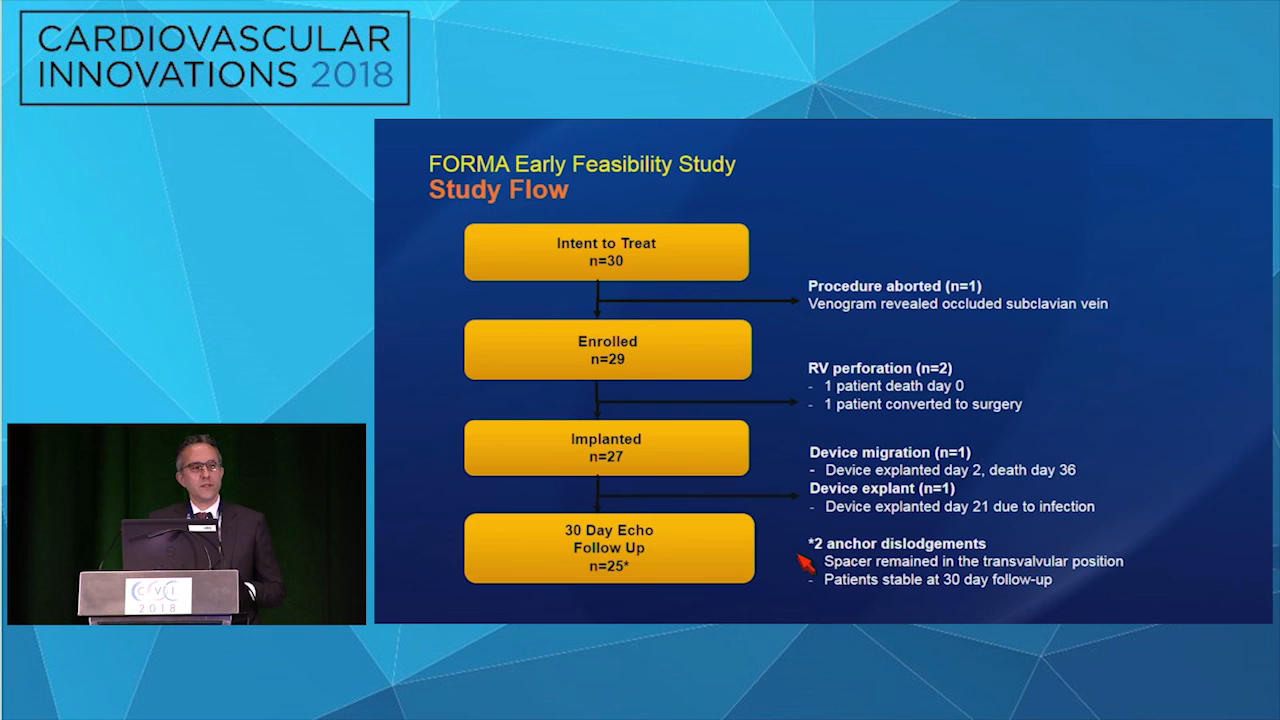 CARDIOVASCULAR
INNOVATIONS 2018
FORMA Early Feasibility Study
Study Flow
Intent to Treat
n=30
Procedure aborted (n=1)
Venogram revealed occluded subclavian vein
Enrolled
n=29
RV perforation (n=2)
- 1 patient death day 0
- 1 patient converted to surgery
Implanted
n=27
Device migration (n=1)
- Device explanted day 2, death day 36
Device explant (n=1)
- Device explanted day 21 due to infection
30 Day Echo
Follow Up
n=25*
*2 anchor dislodgements
Spacer remained in the transvalvular position
- Patients stable at 30 day follow-up
CVI
2018